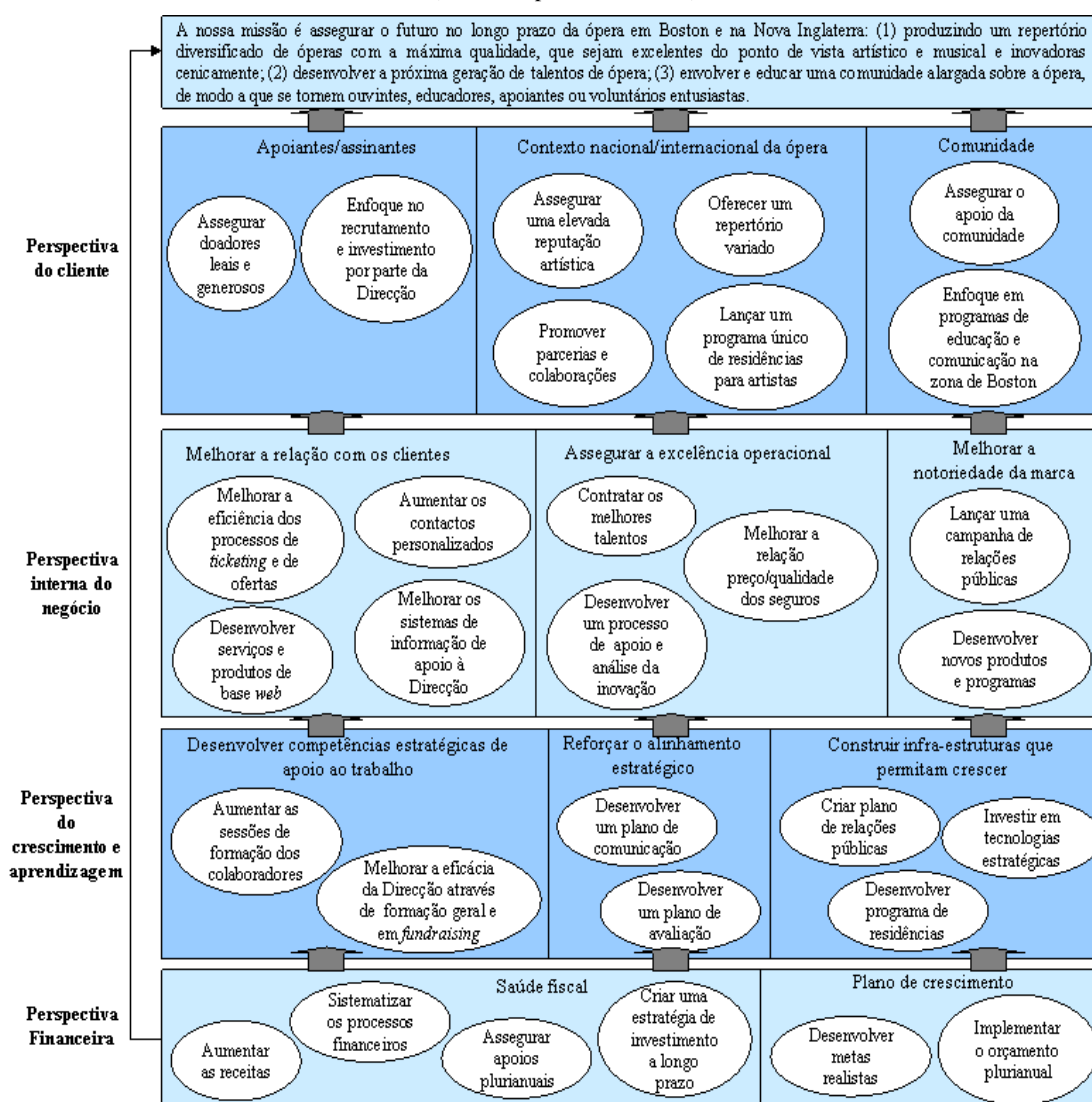 A nossa missão é assegurar o futuro no longo prazo da ópera em Boston e na Nova Inglaterra: (1) produzindo um repertório
diversificado de óperas com a máxima qualidade, que sejam excelentes do ponto de vista artístico e musical e inovadoras
cenicamente; (2) desenvolver a próxima geração de talentos de ópera; (3) envolver e educar uma comunidade alargada sobre a ópera,
de modo a que se tornem ouvintes, educadores, apoiantes ou voluntários entusiastas.
Perspectiva
do cliente
Apoiantes/assinantes
Assegurar
doadores
leais e
generosos
Enfoque no
recrutamento
e investimento
por parte da
Direcção
Contexto nacional/internacional da ópera
Assegurar
uma elevada
reputação
artística
Oferecer um
repertório
variado
Promover
parcerias e
colaborações
Lançar um
programa único
de residências
para artistas
Comunidade
Assegurar o
apoio da
comunidade
Enfoque em
programas de
educação e
comunicação na
zona de Boston
Perspectiva
interna do
negócio
Melhorar a relação com os clientes
Melhorar a
eficiência dos
processos de
ticketing e de
ofertas
Aumentar os
contactos
personalizados
Desenvolver
serviços e
produtos de
base web
Melhorar os
sistemas de
informação de
apoio à
Direcção
Assegurar a excelência operacional
Contratar os
melhores
talentos
Melhorar a
relação
preço/qualidade
dos seguros
Desenvolver
um processo
de apoio e
análise da
inovação
Melhorar a
notoriedade da marca
Lançar uma
campanha de
relações
públicas
Desenvolver
novos produtos
e programas
Perspectiva
do
crescimento e
aprendizagem
Desenvolver competências estratégicas de
apoio ao trabalho
Aumentar as
sessões de
formação dos
colaboradores
Melhorar a eficácia
da Direcção através
de formação geral e
em fundraising
Reforçar o alinhamento
estratégico
Desenvolver
um plano de
comunicação
Desenvolver
um plano de
avaliação
Construir infra-estruturas que
permitam crescer
Criar plano
de relações
públicas
Investir em
tecnologias
estratégicas
Desenvolver
programa de
residências
Perspectiva
Financeira
Saúde fiscal
Aumentar
as receitas
Sistematizar
os processos
financeiros
Assegurar
apoios
plurianuais
Criar uma
estratégia de
investimento
a longo
prazo
Plano de crescimento
Desenvolver
metas
realistas
Implementar
o orçamento
plurianual